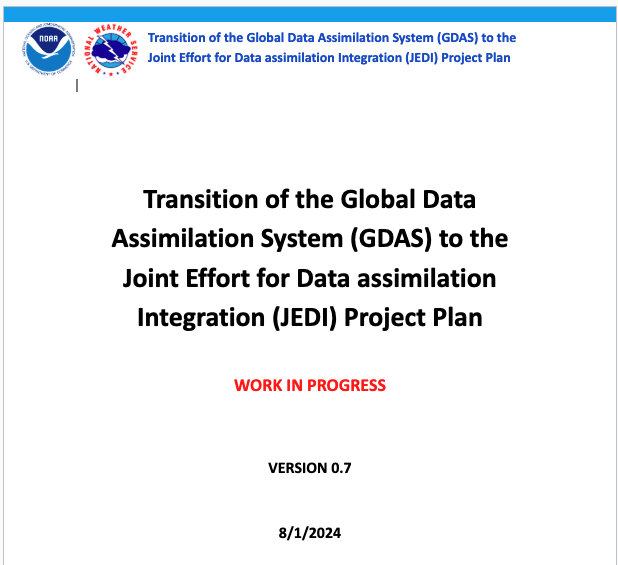 Transition of the Global Data Assimilation System (GDAS) to the
Joint Effort for Data assimilation Integration (JEDI) Project Plan
NOAA
NATIONAL WEATHER SERVICE
Transition of the Global Data
Assimilation System (GDAS) to the
Joint Effort for Data assimilation
Integration (JEDI) Project Plan
WORK IN PROGRESS
VERSION 0.7
8/1/2024